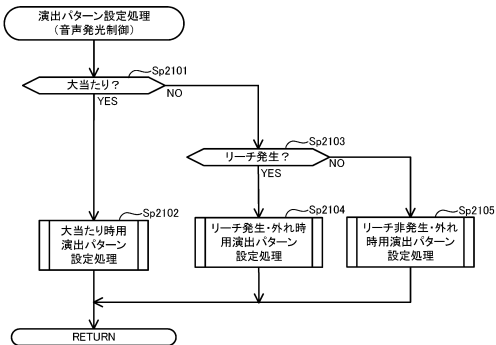 演出パターン設定処理
（音声発光制御）
Sp2101
大当たり？
YES
NO
Sp2103
リーチ発生？
YES
NO
Sp2102
大当たり時用
演出パターン
設定処理
Sp2104
リーチ発生・外れ時
用演出パターン
設定処理
Sp2105
リーチ非発生・外れ
時用演出パターン
設定処理
RETURN